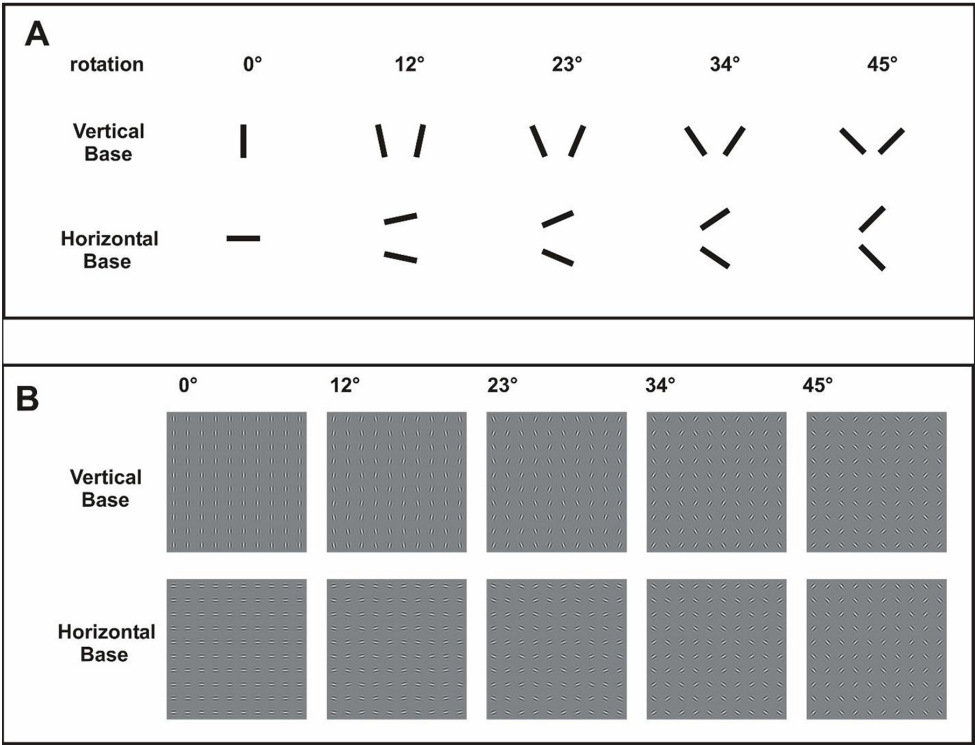 A
rotation 0° 12° 23° 34° 45°
Vertical
Base
Horizontal
Base
B
0° 12° 23° 34° 45°
Vertical
Base
Horizontal
Base